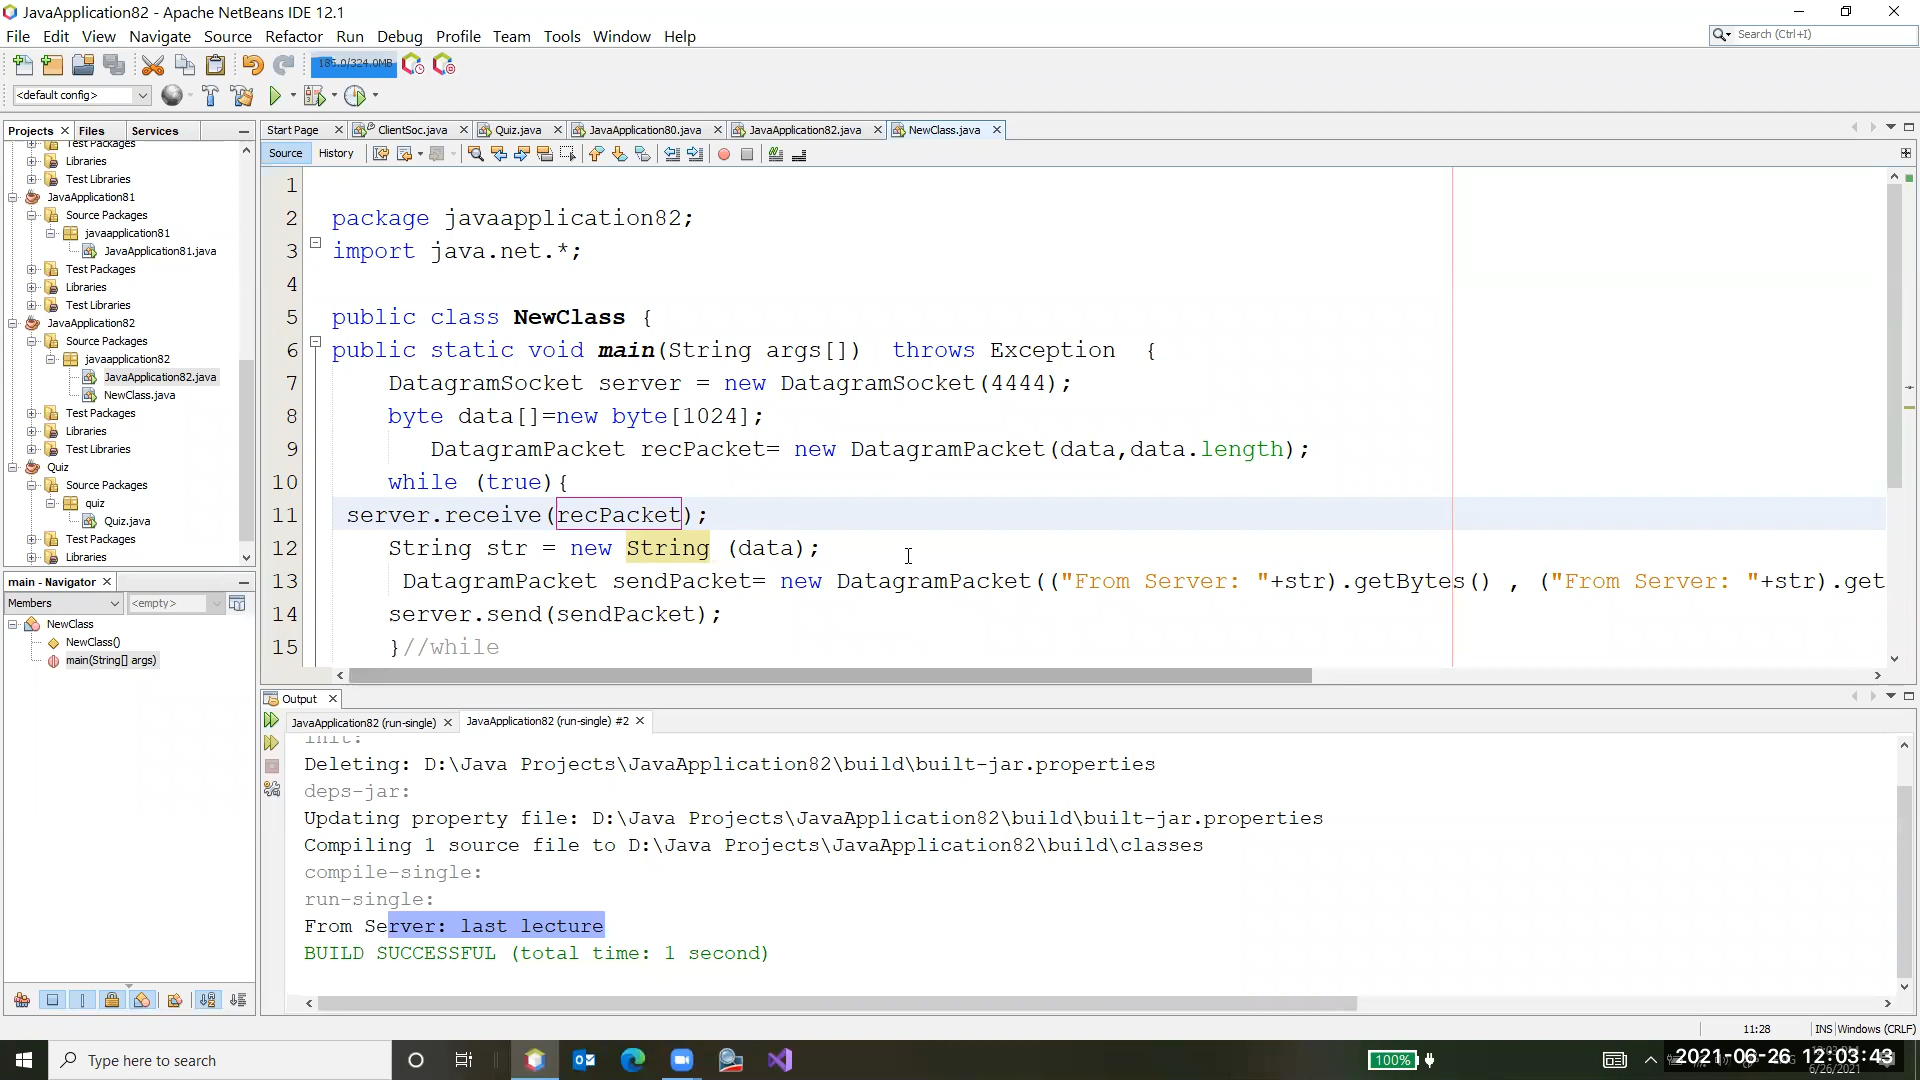 JavaApplication82 - Apache NetBeans IDE 12.1
File Edit View Navigate Source Refactor Run Debug Profile Team Tools Window Help
Search (Ctrl+I)
185.0/324.0MB
<default config>
Projects Files Services
Start Page ClientSoc.java Quiz.java JavaApplication80.java JavaApplication82.java NewClass.java
Source History
Test Packages
Libraries
Test Libraries
JavaApplication81
Source Packages
javaapplication81
JavaApplication81.java
Test Packages
Libraries
Test Libraries
JavaApplication82
Source Packages
javaapplication82
JavaApplication82.java
NewClass.java
Test Packages
Libraries
Test Libraries
Quiz
Source Packages
quiz
Quiz.java
Test Packages
Libraries
1
2 package javaapplication82;
3 import java.net.*;
4
5 public class NewClass {
6 public static void main(String args[])  throws Exception  {
7 DatagramSocket server = new DatagramSocket(4444);
8 byte data[]=new byte[1024];
9 DatagramPacket recPacket= new DatagramPacket(data,data.length);
10 while (true){
11 server.receive(recPacket);
12 String str = new String (data);
13 DatagramPacket sendPacket= new DatagramPacket(("From Server: "+str).getBytes() , ("From Server: "+str).get
14 server.send(sendPacket);
15 }//while
main - Navigator
Members <empty>
NewClass
NewClass()
main(String[] args)
Output
JavaApplication82 (run-single) JavaApplication82 (run-single) #2
init:
Deleting: D:\Java Projects\JavaApplication82\build\built-jar.properties
deps-jar:
Updating property file: D:\Java Projects\JavaApplication82\build\built-jar.properties
Compiling 1 source file to D:\Java Projects\JavaApplication82\build\classes
compile-single:
run-single:
From Server: last lecture
BUILD SUCCESSFUL (total time: 1 second)
11:28 INS Windows (CRLF)
Type here to search
100%
2021-06-26 12:03:43
6/26/2021